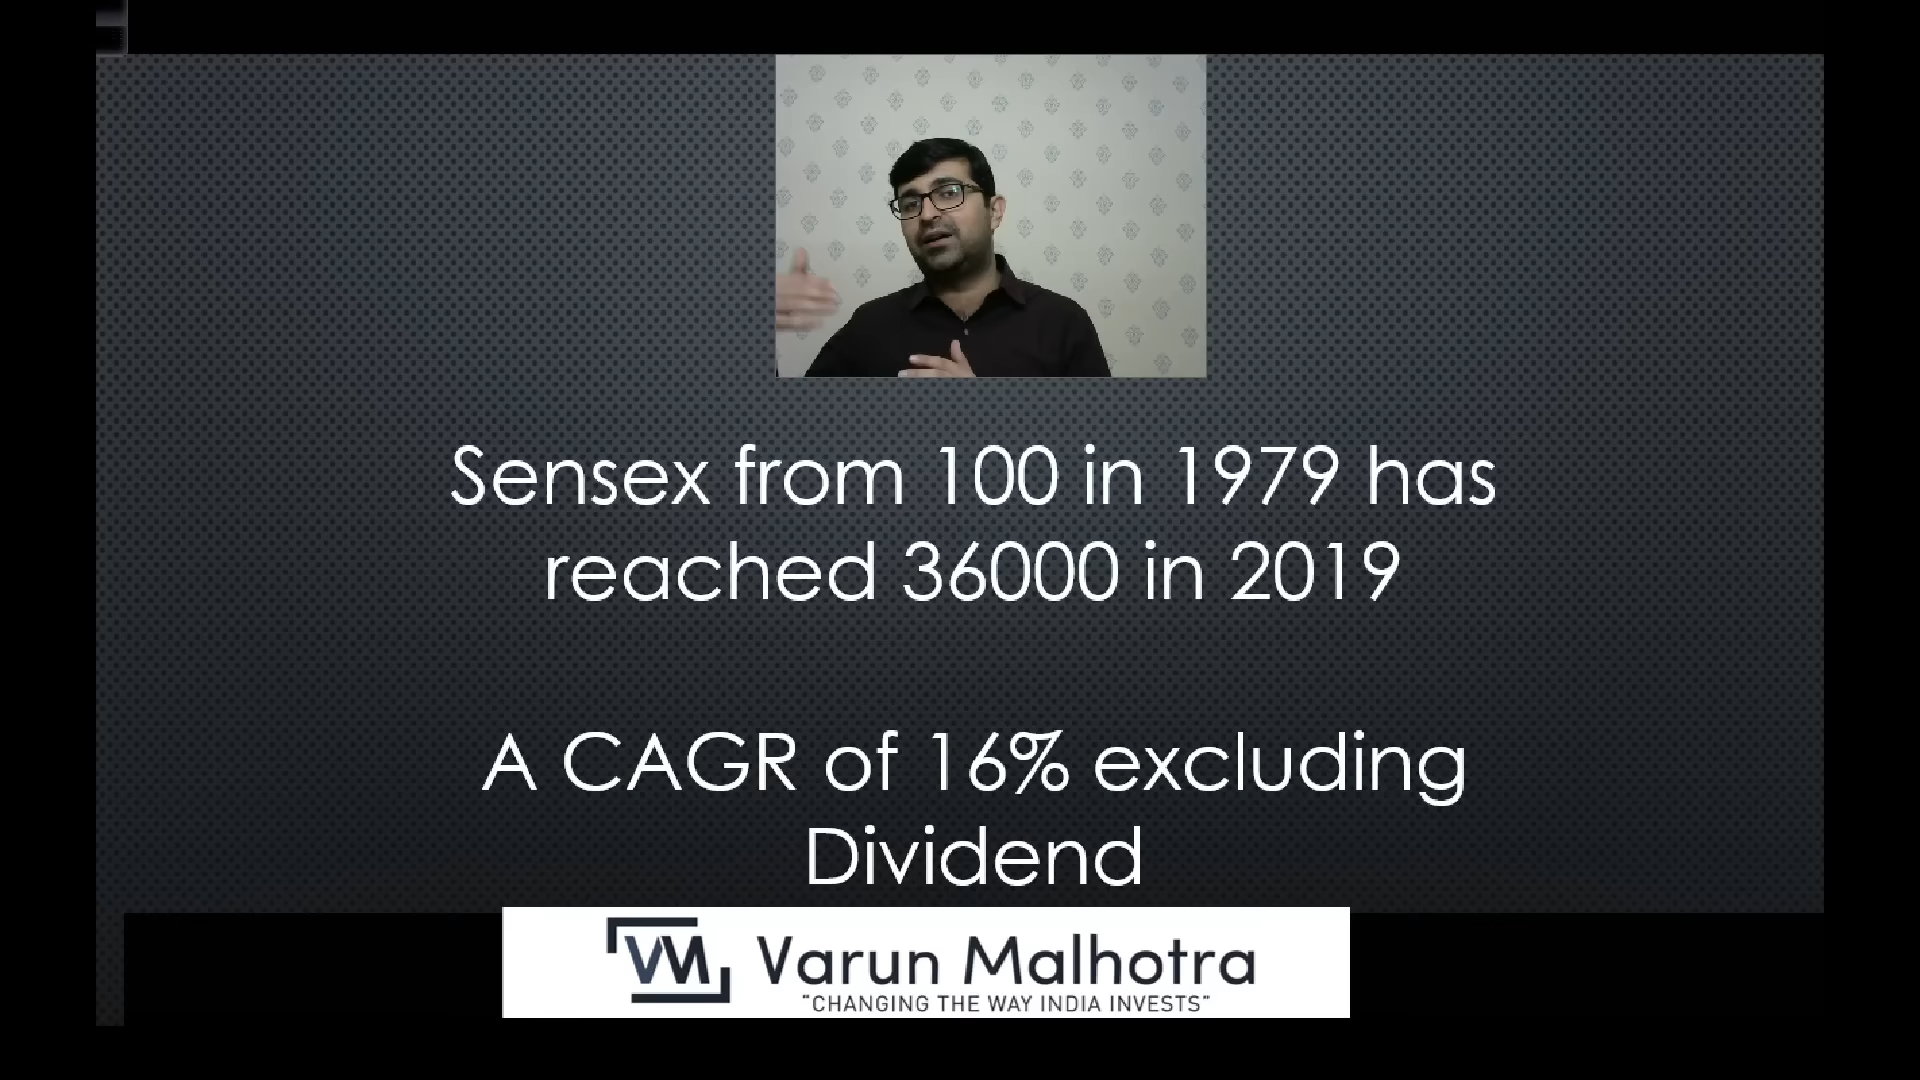 Sensex from 100 in 1979 has
reached 36000 in 2019
A CAGR of 16% excluding
Dividend
VM Varun Malhotra
"CHANGING THE WAY INDIA INVESTS"